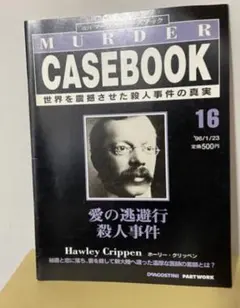 MURDER
CASEBOOK
世界を震撼させた殺人事件の真実
16
'96/1/23
定価500円
愛の逃避行
殺人事件
Hawley Crippen ホーリー・クリッペン
DEAGOSTINI PARTWORK